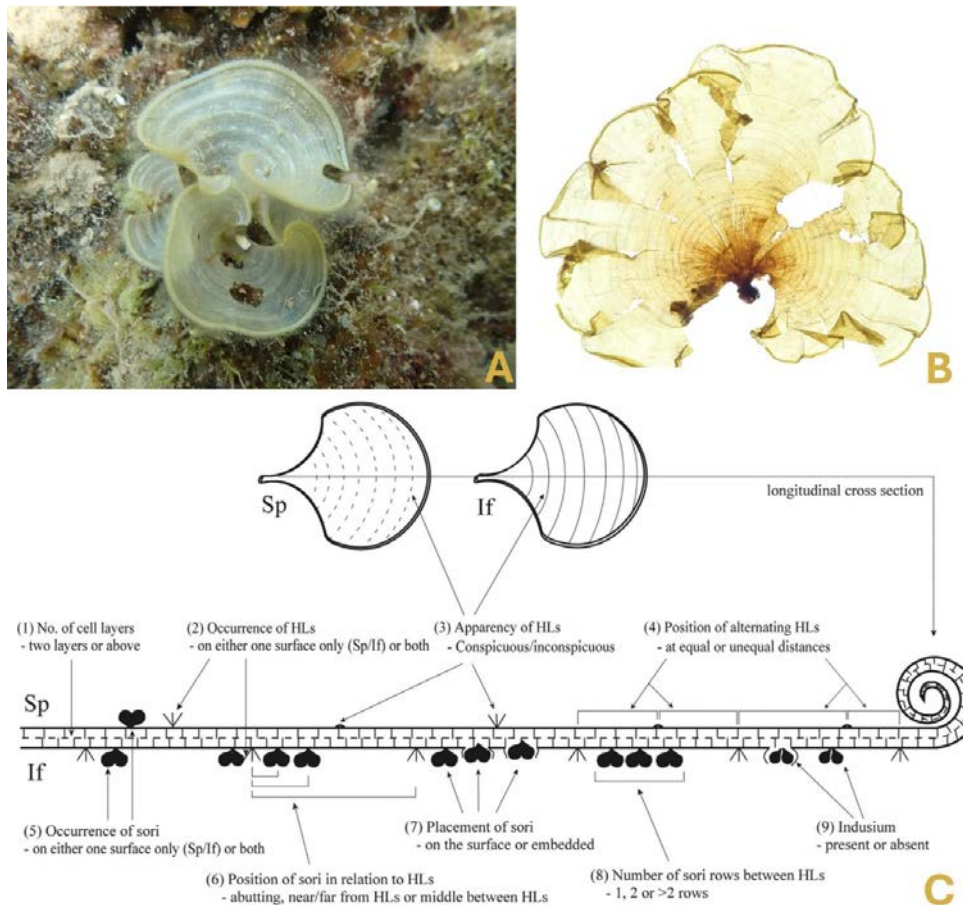 A
B
Sp
If
longitudinal cross section
(1) No. of cell layers
- two layers or above
(2) Occurrence of HLs
- on either one surface only (Sp/If) or both
(3) Apparency of HLs
- Conspicuous/inconspicuous
(4) Position of alternating HLs
- at equal or unequal distances
Sp
If
(5) Occurrence of sori
- on either one surface only (Sp/If) or both
(6) Position of sori in relation to HLs
- abutting, near/far from HLs or middle between HLs
(7) Placement of sori
- on the surface or embedded
(8) Number of sori rows between HLs
- 1, 2 or >2 rows
(9) Indusium
- present or absent
C